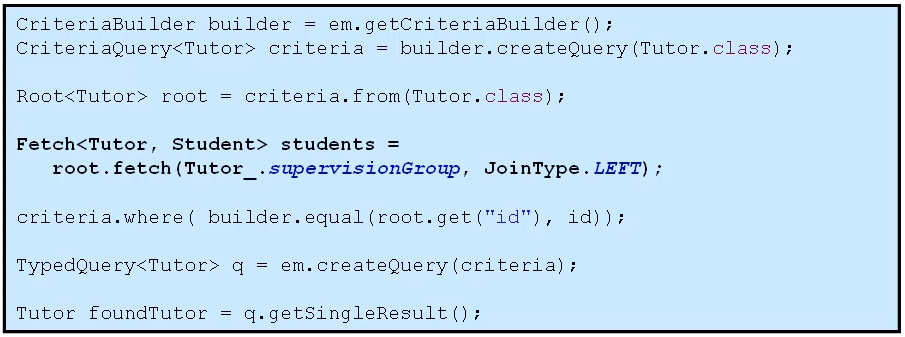 CriteriaBuilder builder = em.getCriteriaBuilder();
CriteriaQuery<Tutor> criteria = builder.createQuery(Tutor.class);
Root<Tutor> root = criteria.from(Tutor.class);
Fetch<Tutor, Student> students =
root.fetch(Tutor_.supervisionGroup, JoinType.LEFT);
criteria.where( builder.equal(root.get("id"), id));
TypedQuery<Tutor> q = em.createQuery(criteria);
Tutor foundTutor = q.getSingleResult();